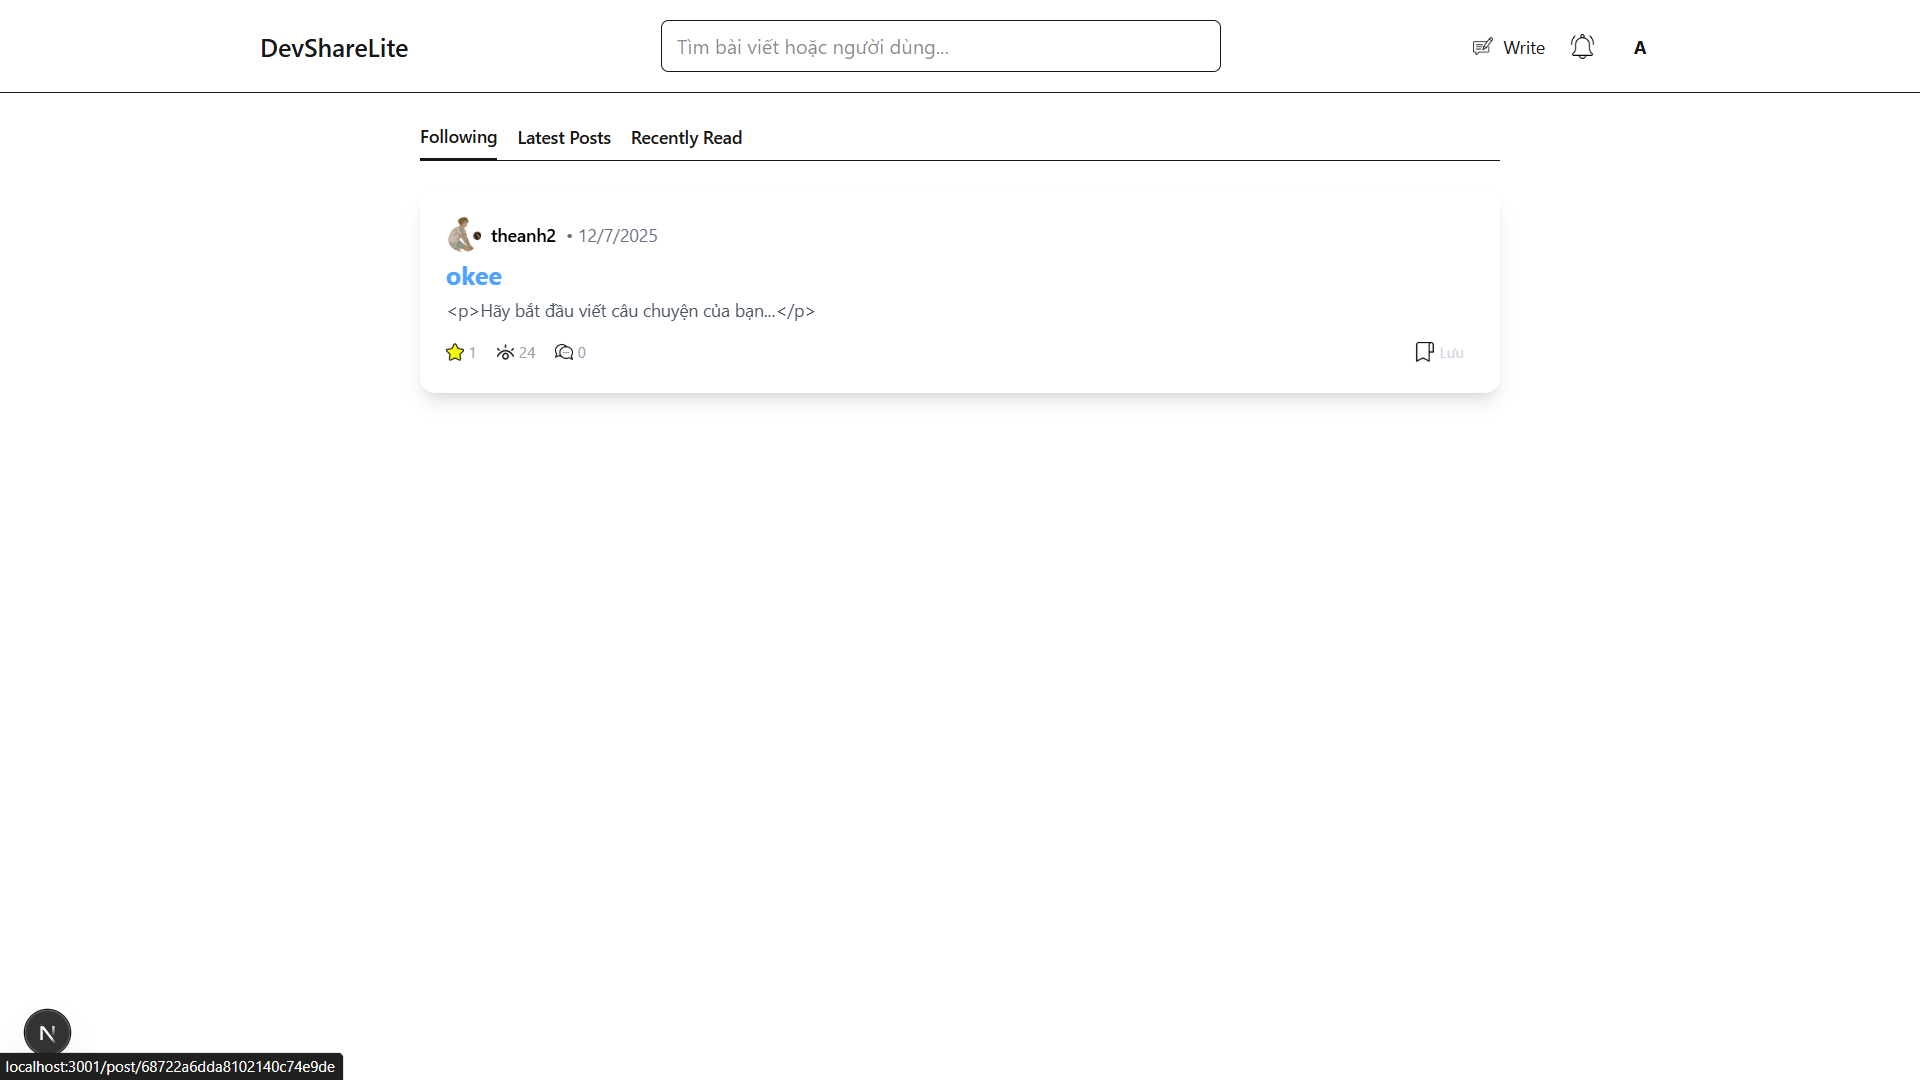 DevShareLite
Tìm bài viết hoặc người dùng...
Write
A
Following Latest Posts Recently Read
theanh2 • 12/7/2025
okee
<p>Hãy bắt đầu viết câu chuyện của bạn...</p>
1 24 0
Lưu
N
localhost:3001/post/68722a6dda8102140c74e9de